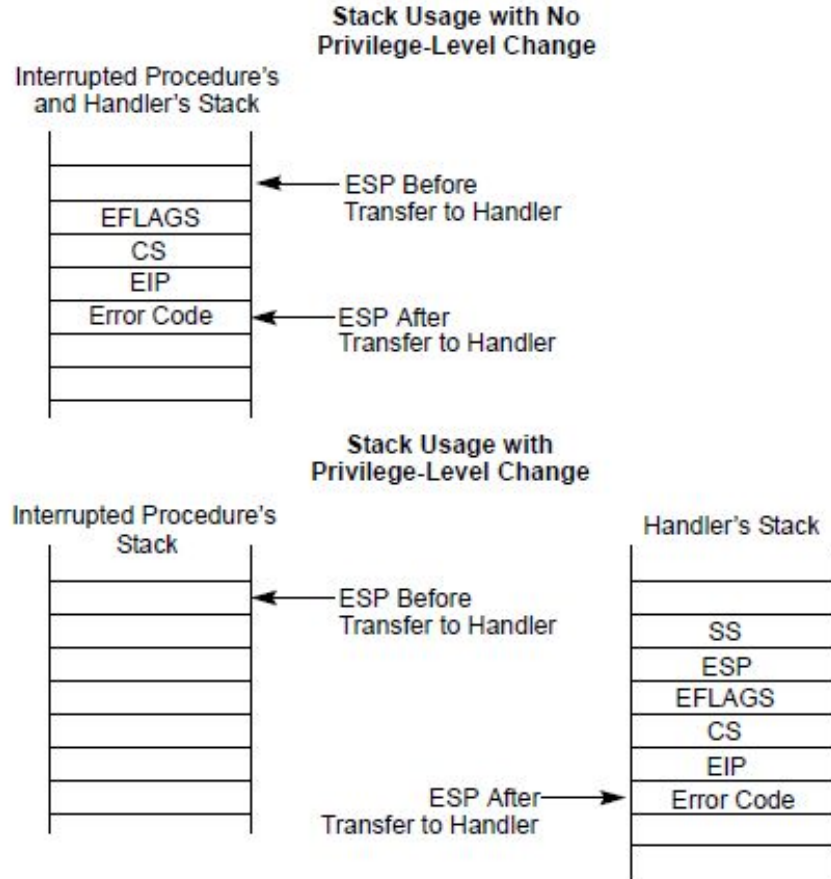 Stack Usage with No
Privilege-Level Change
Interrupted Procedure's
and Handler's Stack
ESP Before
Transfer to Handler
EFLAGS
CS
EIP
Error Code
ESP After
Transfer to Handler
Stack Usage with
Privilege-Level Change
Interrupted Procedure's
Stack
Handler's Stack
ESP Before
Transfer to Handler
SS
ESP
EFLAGS
CS
EIP
ESP After
Transfer to Handler
Error Code